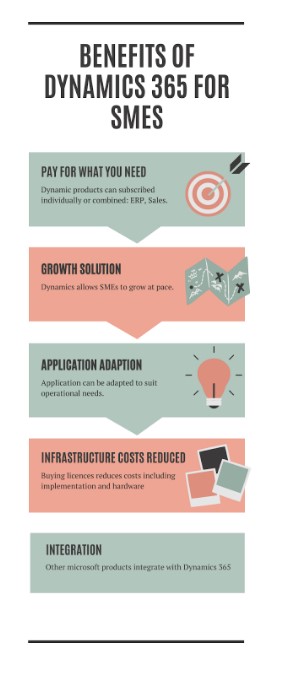 BENEFITS OF
DYNAMICS 365 FOR
SMES
PAY FOR WHAT YOU NEED
Dynamic products can subscribed
individually or combined: ERP, Sales.
GROWTH SOLUTION
Dynamics allows SMEs to grow at pace.
APPLICATION ADAPTION
Application can be adapted to suit
operational needs.
INFRASTRUCTURE COSTS REDUCED
Buying licences reduces costs including
implementation and hardware
INTEGRATION
Other microsoft products integrate with Dynamics 365